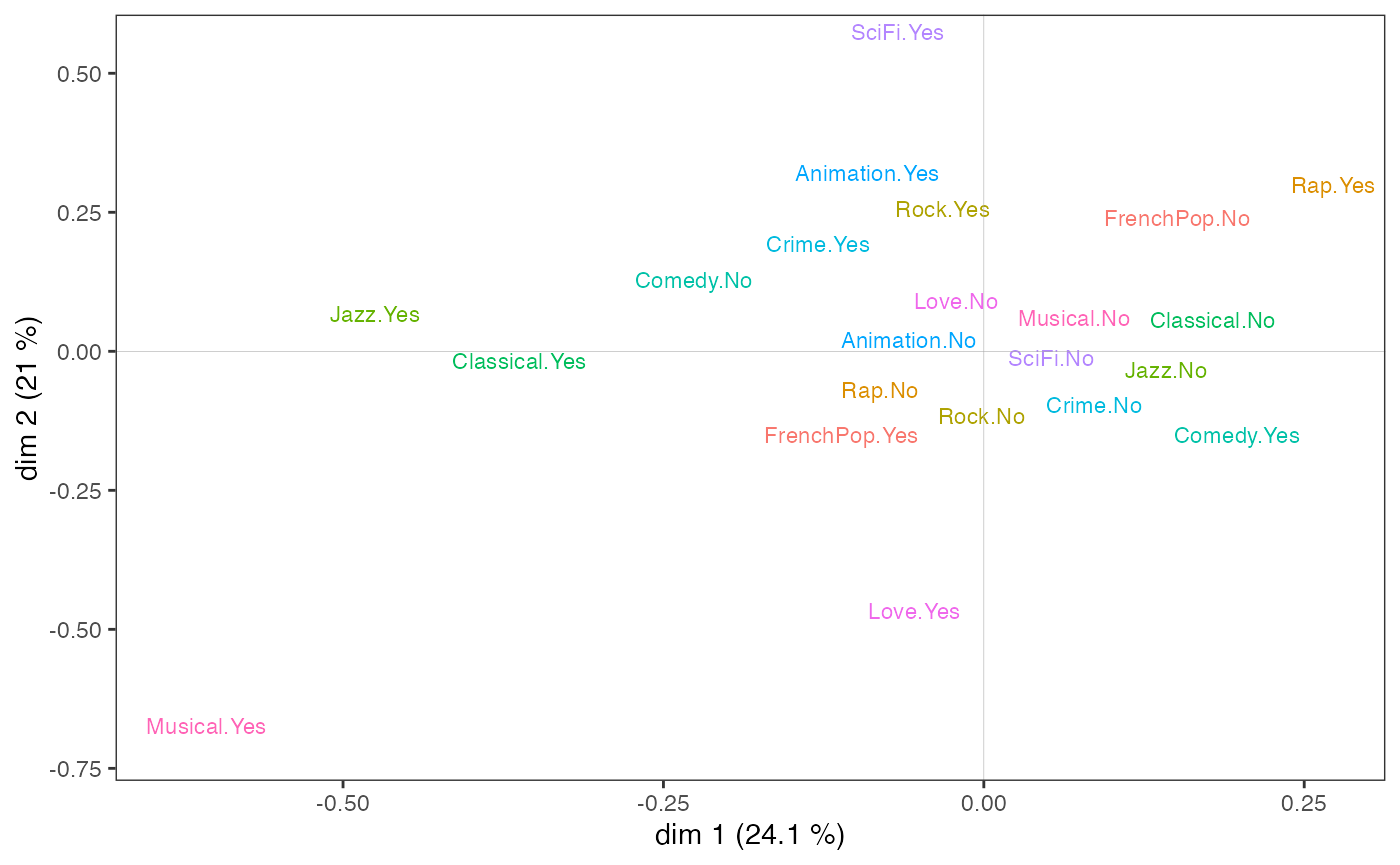 SciFi.Yes
0.50
Animation.Yes
Rap.Yes
Rock.Yes
0.25
FrenchPop.No
Crime.Yes
Comedy.No
Love.No
Jazz.Yes
Musical.No
Classical.No
Animation.No
0.00
SciFi.No
Classical.Yes
Jazz.No
Rap.No
Crime.No
Rock.No
FrenchPop.Yes
Comedy.Yes
-0.25
Love.Yes
-0.50
Musical.Yes
-0.75
-0.50
-0.25
0.00
0.25
dim 1 (24.1 %)
dim 2 (21 %)